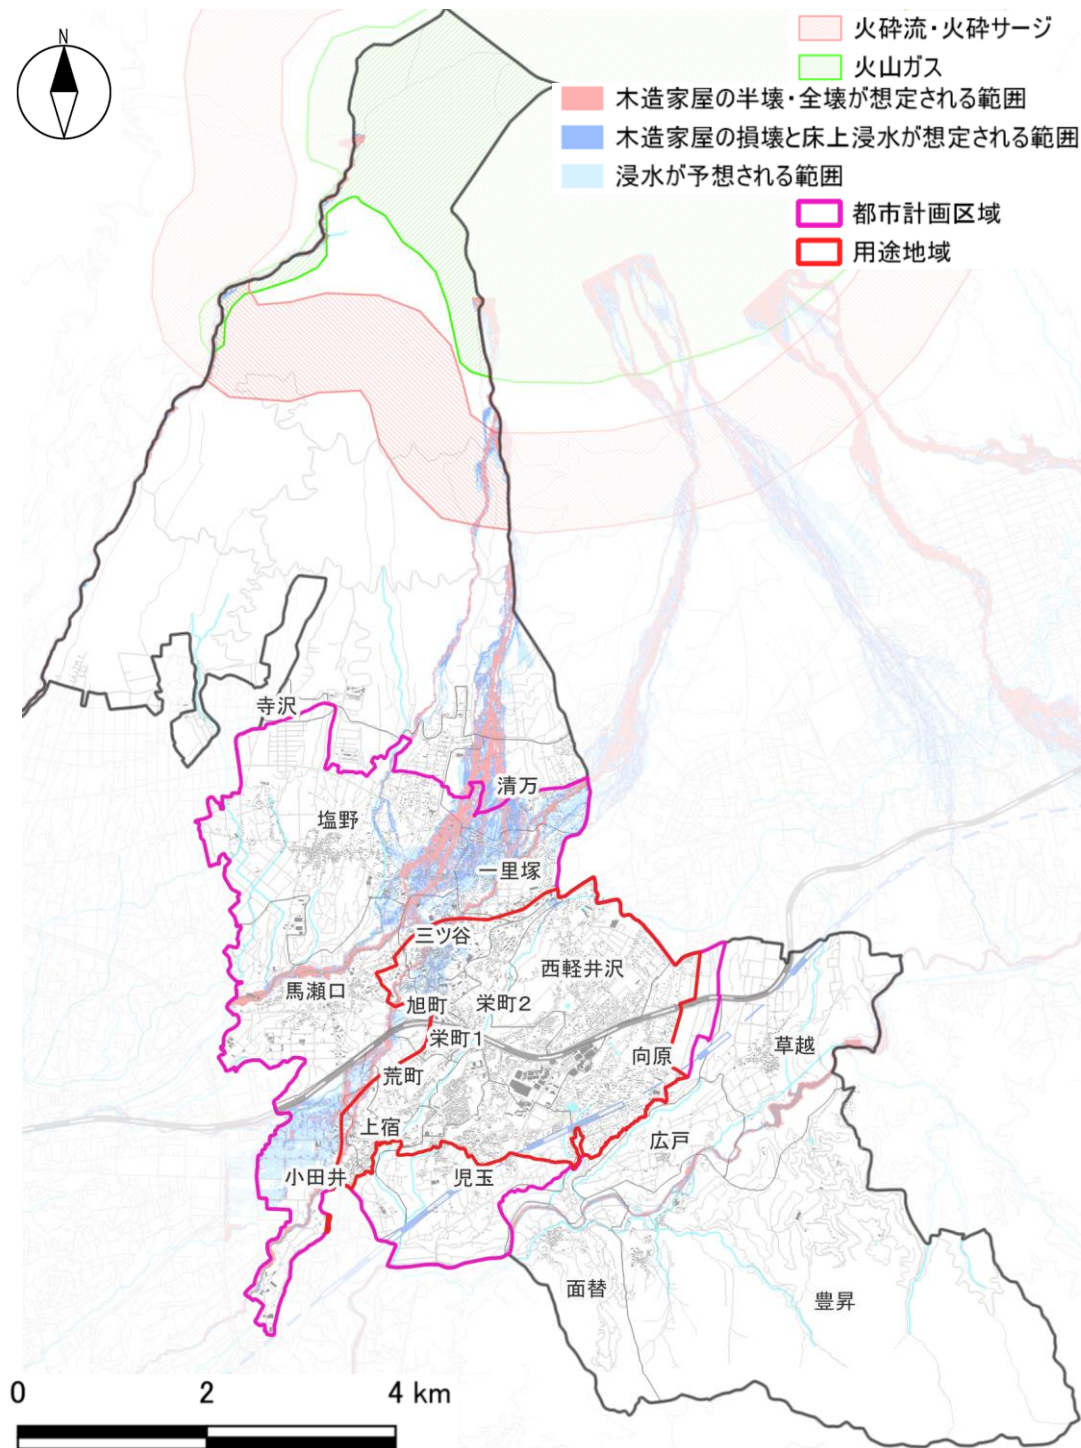 N
火砕流・火砕サージ
火山ガス
木造家屋の半壊・全壊が想定される範囲
木造家屋の損壊と床上浸水が想定される範囲
浸水が予想される範囲
都市計画区域
用途地域
寺沢
清万
塩野
一里塚
三ツ谷
西軽井沢
馬瀬口
旭町
栄町2
栄町1
向原
草越
荒町
上宿
広戸
小田井
児玉
面替
豊昇
0 2 4 km